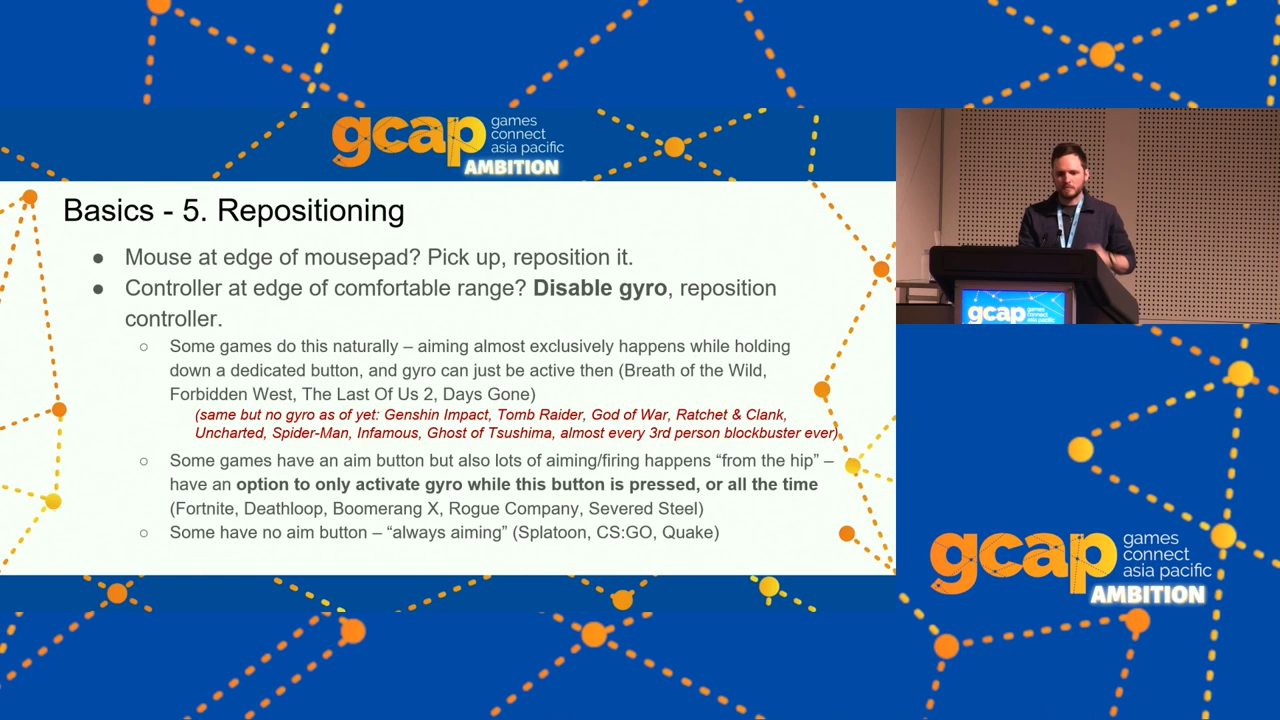 gcap games
connect
asia pacific
AMBITION
Basics - 5. Repositioning
● Mouse at edge of mousepad? Pick up, reposition it.
● Controller at edge of comfortable range? Disable gyro, reposition
controller.
○ Some games do this naturally – aiming almost exclusively happens while holding
down a dedicated button, and gyro can just be active then (Breath of the Wild,
Forbidden West, The Last Of Us 2, Days Gone)
(same but no gyro as of yet: Genshin Impact, Tomb Raider, God of War, Ratchet & Clank,
Uncharted, Spider-Man, Infamous, Ghost of Tsushima, almost every 3rd person blockbuster ever)
○ Some games have an aim button but also lots of aiming/firing happens “from the hip” –
have an option to only activate gyro while this button is pressed, or all the time
(Fortnite, Deathloop, Boomerang X, Rogue Company, Severed Steel)
○ Some have no aim button – “always aiming” (Splatoon, CS:GO, Quake)
gcap games
connect
asia pacific
gcap games
connect
asia pacific
AMBITION